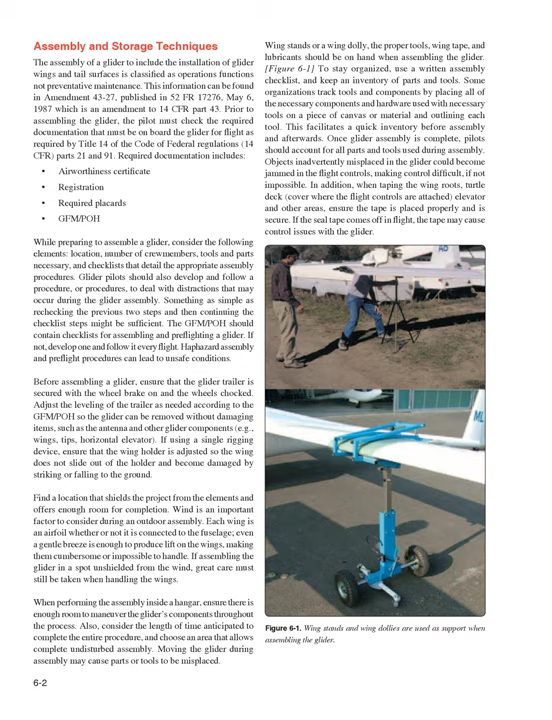 Assembly and Storage Techniques
The assembly of a glider to include the installation of glider
wings and tail surfaces is classified as operations functions
not preventative maintenance. This information can be found
in Amendment 43-27, published in 52 FR 17276, May 6,
1987 which is an amendment to 14 CFR part 43. Prior to
assembling the glider, the pilot must check the required
documentation that must be on board the glider for flight as
required by Title 14 of the Code of Federal regulations (14
CFR) parts 21 and 91. Required documentation includes:
• Airworthiness certificate
• Registration
• Required placards
• GFM/POH
While preparing to assemble a glider, consider the following
elements: location, number of crewmembers, tools and parts
necessary, and checklists that detail the appropriate assembly
procedures. Glider pilots should also develop and follow a
procedure, or procedures, to deal with distractions that may
occur during the glider assembly. Something as simple as
rechecking the previous two steps and then continuing the
checklist steps might be sufficient. The GFM/POH should
contain checklists for assembling and preflighting a glider. If
not, develop one and follow it every flight. Haphazard assembly
and preflight procedures can lead to unsafe conditions.
Before assembling a glider, ensure that the glider trailer is
secured with the wheel brake on and the wheels chocked.
Adjust the leveling of the trailer as needed according to the
GFM/POH so the glider can be removed without damaging
items, such as the antenna and other glider components (e.g.,
wings, tips, horizontal elevator). If using a single rigging
device, ensure that the wing holder is adjusted so the wing
does not slide out of the holder and become damaged by
striking or falling to the ground.
Find a location that shields the project from the elements and
offers enough room for completion. Wind is an important
factor to consider during an outdoor assembly. Each wing is
an airfoil whether or not it is connected to the fuselage; even
a gentle breeze is enough to produce lift on the wings, making
them cumbersome or impossible to handle. If assembling the
glider in a spot unshielded from the wind, great care must
still be taken when handling the wings.
When performing the assembly inside a hangar, ensure there is
enough room to maneuver the glider's components throughout
the process. Also, consider the length of time anticipated to
complete the entire procedure, and choose an area that allows
complete undisturbed assembly. Moving the glider during
assembly may cause parts or tools to be misplaced.
Wing stands or a wing dolly, the proper tools, wing tape, and
lubricants should be on hand when assembling the glider.
[Figure 6-1] To stay organized, use a written assembly
checklist, and keep an inventory of parts and tools. Some
organizations track tools and components by placing all of
the necessary components and hardware used with necessary
tools on a piece of canvas or material and outlining each
tool. This facilitates a quick inventory before assembly
and afterwards. Once glider assembly is complete, pilots
should account for all parts and tools used during assembly.
Objects inadvertently misplaced in the glider could become
jammed in the flight controls, making control difficult, if not
impossible. In addition, when taping the wing roots, turtle
deck (cover where the flight controls are attached) elevator
and other areas, ensure the tape is placed properly and is
secure. If the seal tape comes off in flight, the tape may cause
control issues with the glider.
ML
Figure 6-1. Wing stands and wing dollies are used as support when
assembling the glider.
6-2